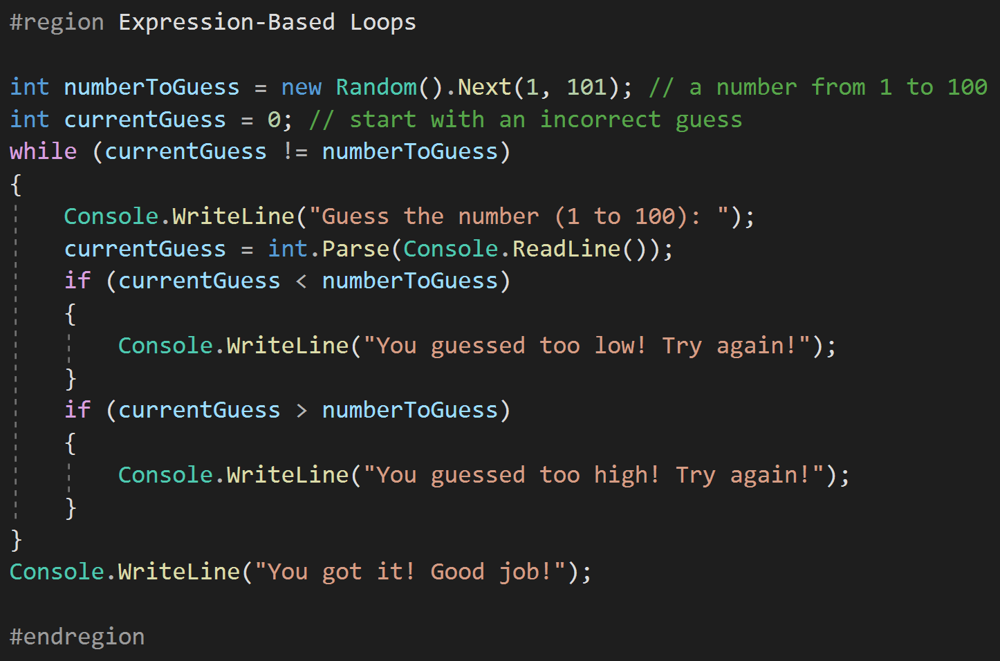 #region Expression-Based Loops
int numberToGuess = new Random().Next(1, 101); // a number from 1 to 100
int currentGuess = 0; // start with an incorrect guess
while (currentGuess != numberToGuess)
{
    Console.WriteLine("Guess the number (1 to 100): ");
    currentGuess = int.Parse(Console.ReadLine());
    if (currentGuess < numberToGuess)
    {
        Console.WriteLine("You guessed too low! Try again!");
    }
    if (currentGuess > numberToGuess)
    {
        Console.WriteLine("You guessed too high! Try again!");
    }
}
Console.WriteLine("You got it! Good job!");
#endregion